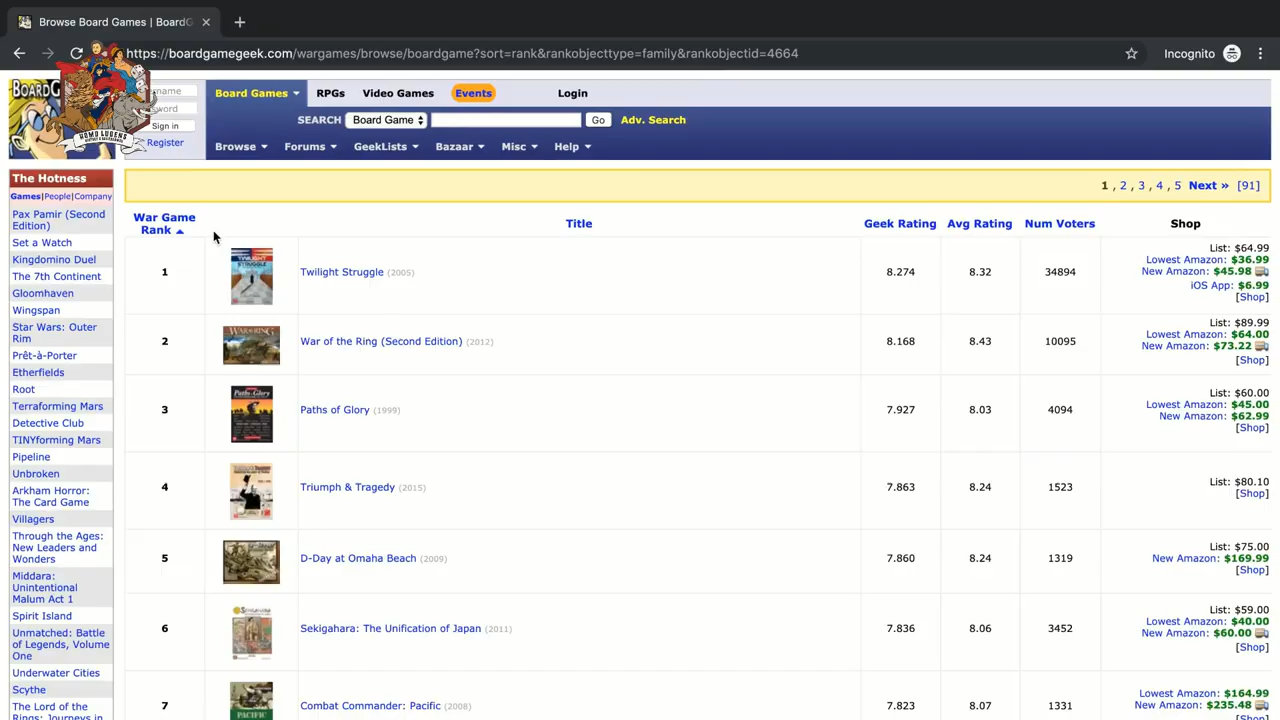 Browse Board Games | BoardG
https://boardgamegeek.com/wargames/browse/boardgame?sort=rank&rankobjecttype=family&rankobjectid=4664
Incognito
BOARDG
HOMO LUDENS
Sign in
Register
Board Games
RPGs
Video Games
Events
Login
SEARCH
Board Game
Go
Adv. Search
Browse
Forums
GeekLists
Bazaar
Misc
Help
The Hotness
Games|People|Company
Pax Pamir (Second
Edition)
Set a Watch
Kingdomino Duel
The 7th Continent
Gloomhaven
Wingspan
Star Wars: Outer
Rim
Prêt-à-Porter
Etherfields
Root
Terraforming Mars
Detective Club
TINYforming Mars
Pipeline
Unbroken
Arkham Horror:
The Card Game
Villagers
Through the Ages:
New Leaders and
Wonders
Middara:
Unintentional
Malum Act 1
Spirit Island
Unmatched: Battle
of Legends, Volume
One
Underwater Cities
Scythe
The Lord of the
Rings: Journeys in
1 , 2 , 3 , 4 , 5 Next » [91]
War Game
Rank
Title
Geek Rating
Avg Rating
Num Voters
Shop
1
Twilight Struggle (2005)
8.274
8.32
34894
List: $64.99
Lowest Amazon: $36.99
New Amazon: $45.98
iOS App: $6.99
[Shop]
2
War of the Ring (Second Edition) (2012)
8.168
8.43
10095
List: $89.99
Lowest Amazon: $64.00
New Amazon: $73.22
[Shop]
3
Paths of Glory (1999)
7.927
8.03
4094
List: $60.00
Lowest Amazon: $45.00
New Amazon: $62.99
[Shop]
4
Triumph & Tragedy (2015)
7.863
8.24
1523
List: $80.10
[Shop]
5
D-Day at Omaha Beach (2009)
7.860
8.24
1319
List: $75.00
New Amazon: $169.99
[Shop]
6
Sekigahara: The Unification of Japan (2011)
7.836
8.06
3452
List: $59.00
Lowest Amazon: $40.00
New Amazon: $60.00
[Shop]
7
PACIFIC
Combat Commander: Pacific (2008)
7.823
8.07
1331
Lowest Amazon: $164.99
New Amazon: $235.48